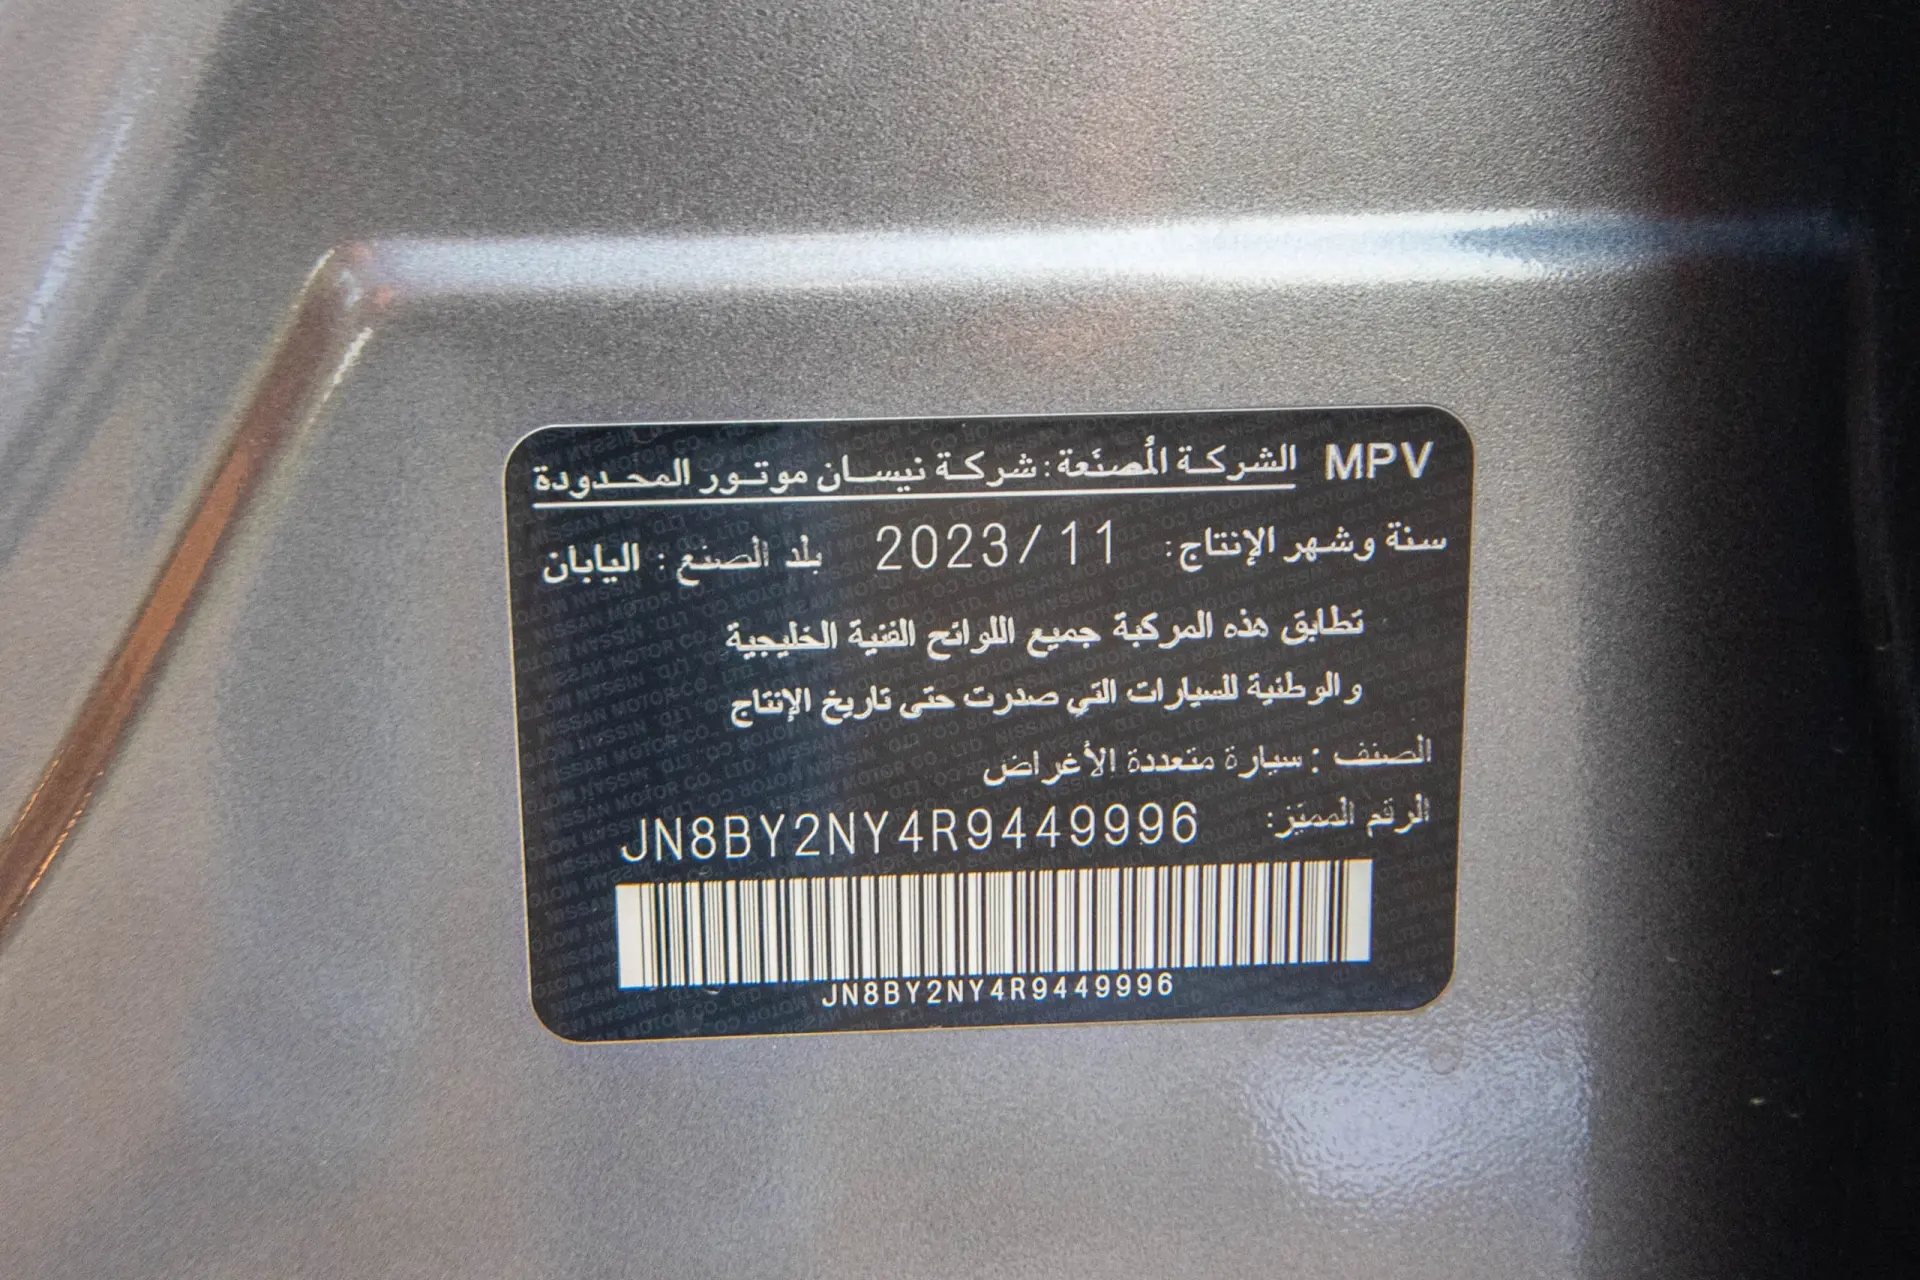 MPV الشركة المُصنّعة: شركة نيسان موتور المحدودة
سنة وشهر الإنتاج: 2023/11 بلد الصنع : اليابان
تطابق هذه المركبة جميع اللوائح الفنية الخليجية
والوطنية للسيارات التي صدرت حتى تاريخ الإنتاج
الصنف : سيارة متعددة الأغراض
الرقم المميّز: JN8BY2NY4R9449996
JN8BY2NY4R9449996